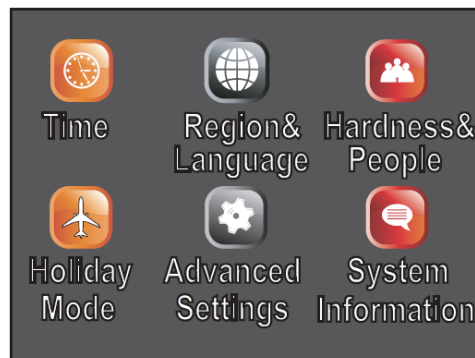 Time
Region& Language
Hardness& People
Holiday Mode
Advanced Settings
System Information